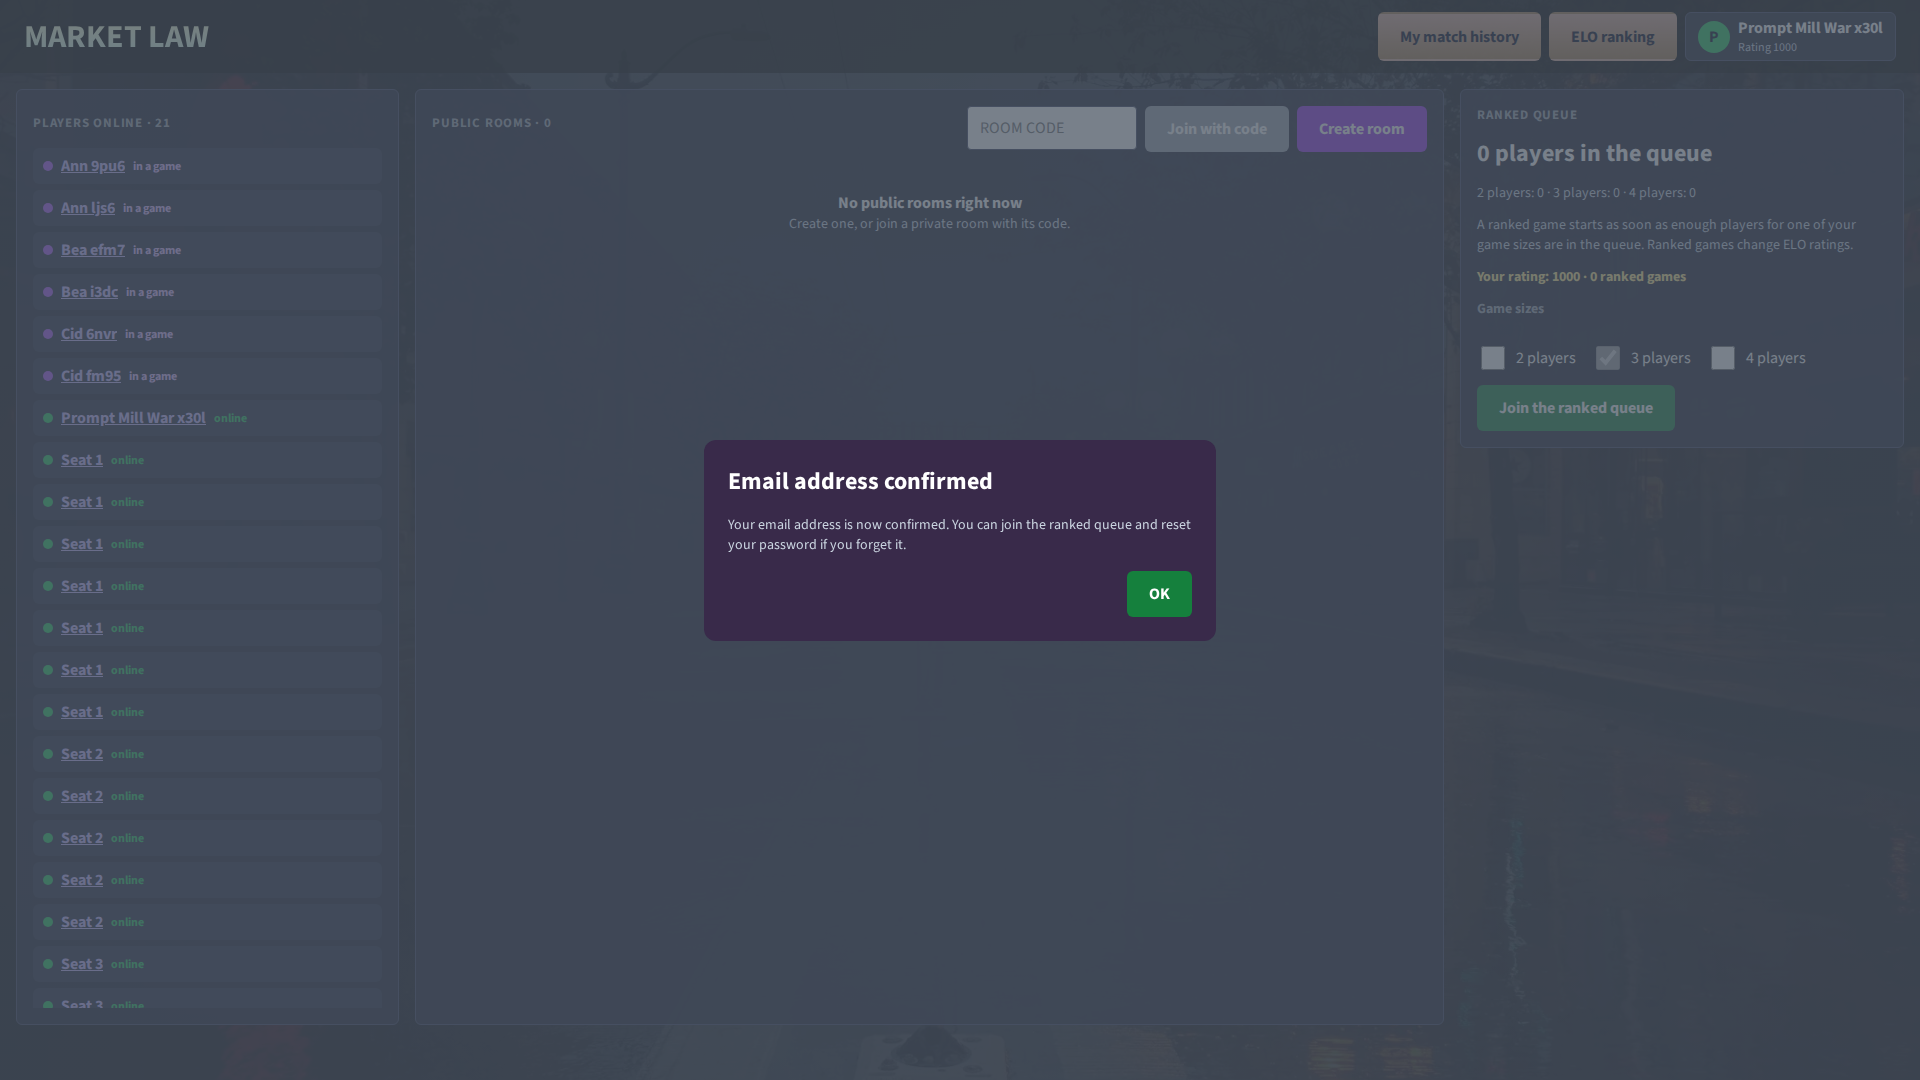 MARKET LAW
My match history
ELO ranking
P
Prompt Mill War x30l
Rating 1000
PLAYERS ONLINE · 21
Ann 9pu6 in a game
Ann ljs6 in a game
Bea efm7 in a game
Bea i3dc in a game
Cid 6nvr in a game
Cid fm95 in a game
Prompt Mill War x30l online
Seat 1 online
Seat 1 online
Seat 1 online
Seat 1 online
Seat 1 online
Seat 1 online
Seat 1 online
Seat 2 online
Seat 2 online
Seat 2 online
Seat 2 online
Seat 2 online
Seat 3 online
Seat 3 online
PUBLIC ROOMS · 0
ROOM CODE
Join with code
Create room
No public rooms right now
Create one, or join a private room with its code.
Email address confirmed
Your email address is now confirmed. You can join the ranked queue and reset
your password if you forget it.
OK
RANKED QUEUE
0 players in the queue
2 players: 0 · 3 players: 0 · 4 players: 0
A ranked game starts as soon as enough players for one of your
game sizes are in the queue. Ranked games change ELO ratings.
Your rating: 1000 · 0 ranked games
Game sizes
2 players
3 players
4 players
Join the ranked queue